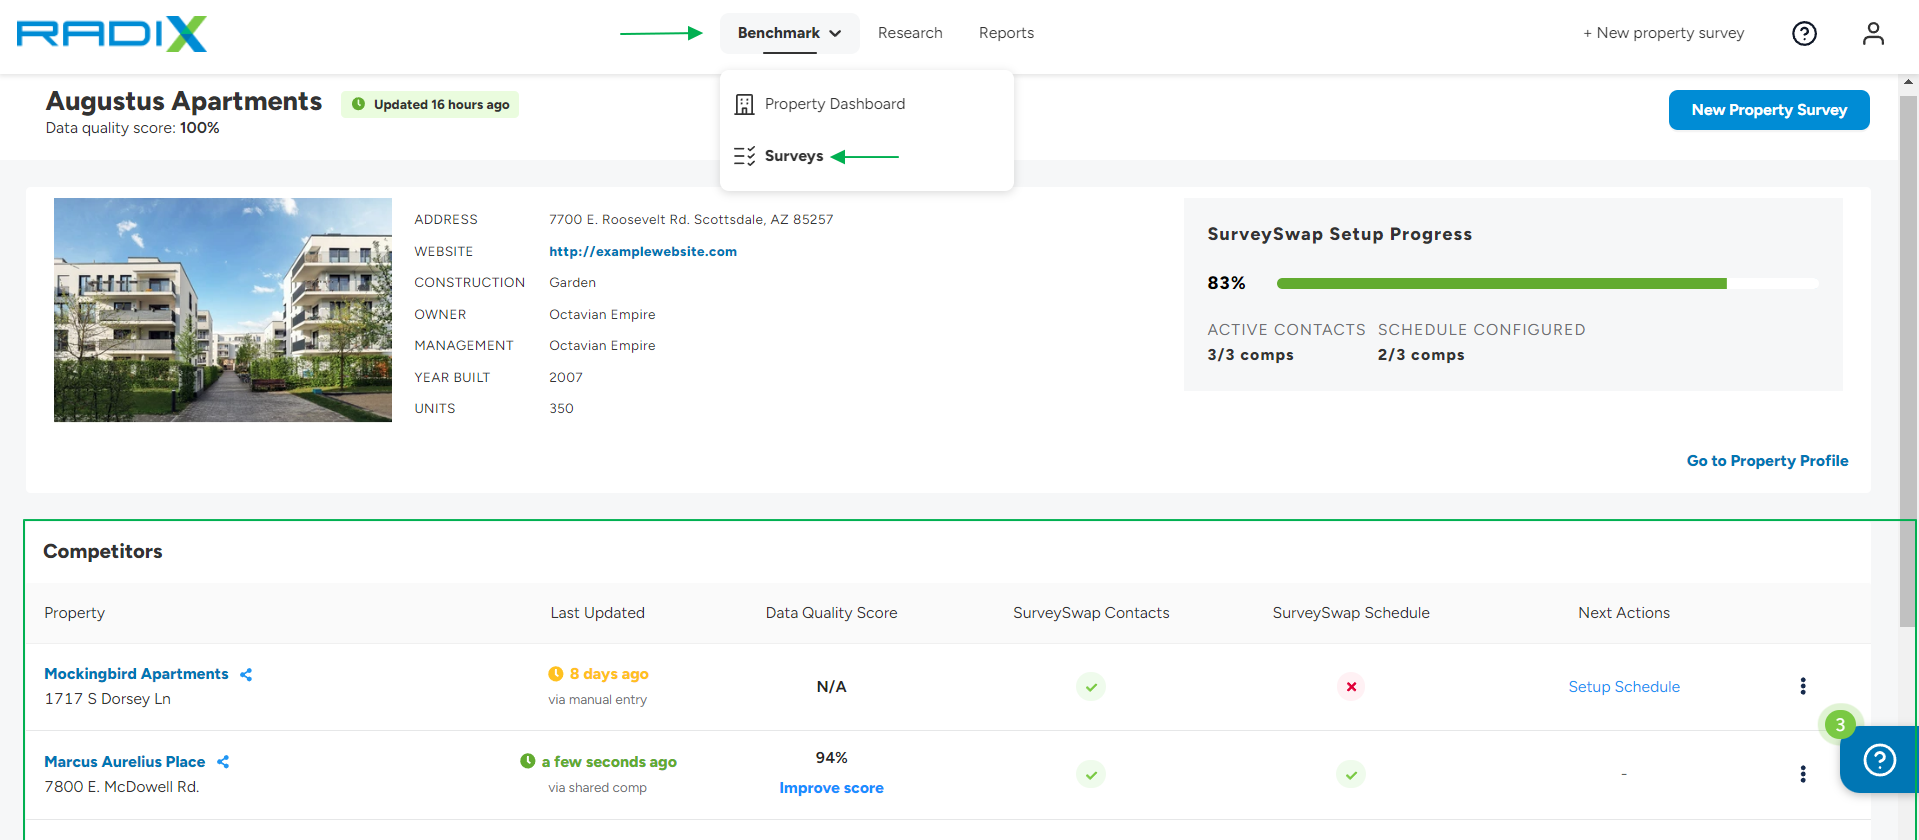 RADIX
Benchmark
Research
Reports
+ New property survey
Property Dashboard
Surveys
Augustus Apartments
Updated 16 hours ago
Data quality score: 100%
New Property Survey
ADDRESS 7700 E. Roosevelt Rd. Scottsdale, AZ 85257
WEBSITE http://examplewebsite.com
CONSTRUCTION Garden
OWNER Octavian Empire
MANAGEMENT Octavian Empire
YEAR BUILT 2007
UNITS 350
SurveySwap Setup Progress
83%
ACTIVE CONTACTS SCHEDULE CONFIGURED
3/3 comps 2/3 comps
Go to Property Profile
Competitors
Property Last Updated Data Quality Score SurveySwap Contacts SurveySwap Schedule Next Actions
Mockingbird Apartments
1717 S Dorsey Ln
8 days ago
via manual entry
N/A
Setup Schedule
3
Marcus Aurelius Place
7800 E. McDowell Rd.
a few seconds ago
via shared comp
94%
Improve score
-